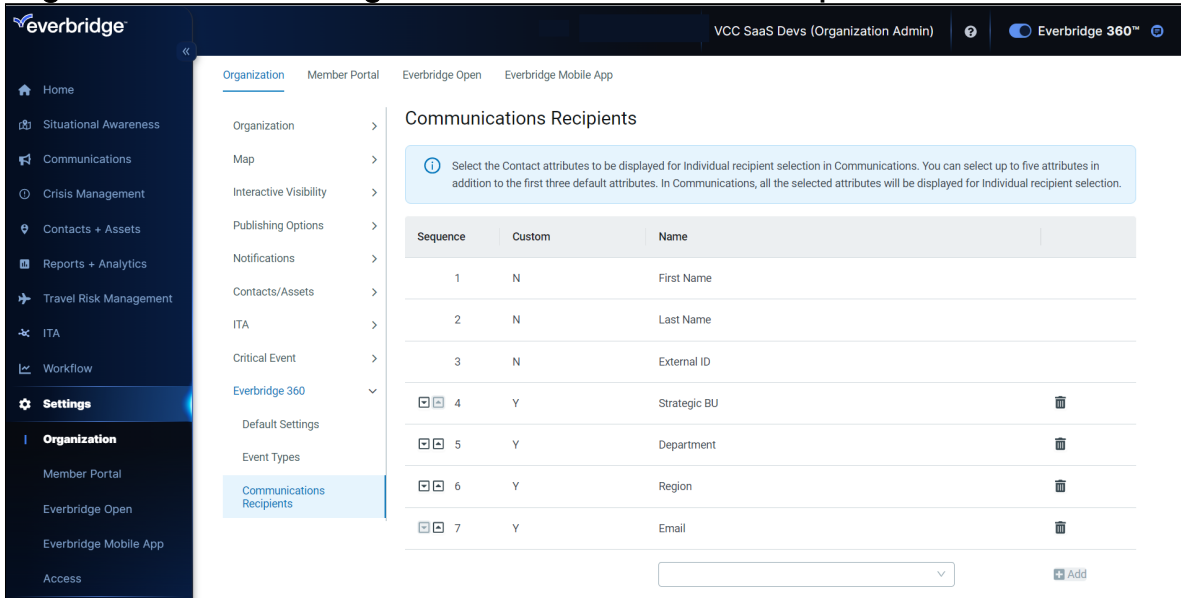 everbridge™
VCC SaaS Devs (Organization Admin)
Everbridge 360™
«
Home
Situational Awareness
Communications
Crisis Management
Contacts + Assets
Reports + Analytics
Travel Risk Management
ITA
Workflow
Settings
Organization
Member Portal
Everbridge Open
Everbridge Mobile App
Access
Organization Member Portal Everbridge Open Everbridge Mobile App
Organization
Map
Interactive Visibility
Publishing Options
Notifications
Contacts/Assets
ITA
Critical Event
Everbridge 360
Default Settings
Event Types
Communications
Recipients
Communications Recipients
Select the Contact attributes to be displayed for Individual recipient selection in Communications. You can select up to five attributes in
addition to the first three default attributes. In Communications, all the selected attributes will be displayed for Individual recipient selection.
Sequence Custom Name
1 N First Name
2 N Last Name
3 N External ID
4 Y Strategic BU
5 Y Department
6 Y Region
7 Y Email
Add